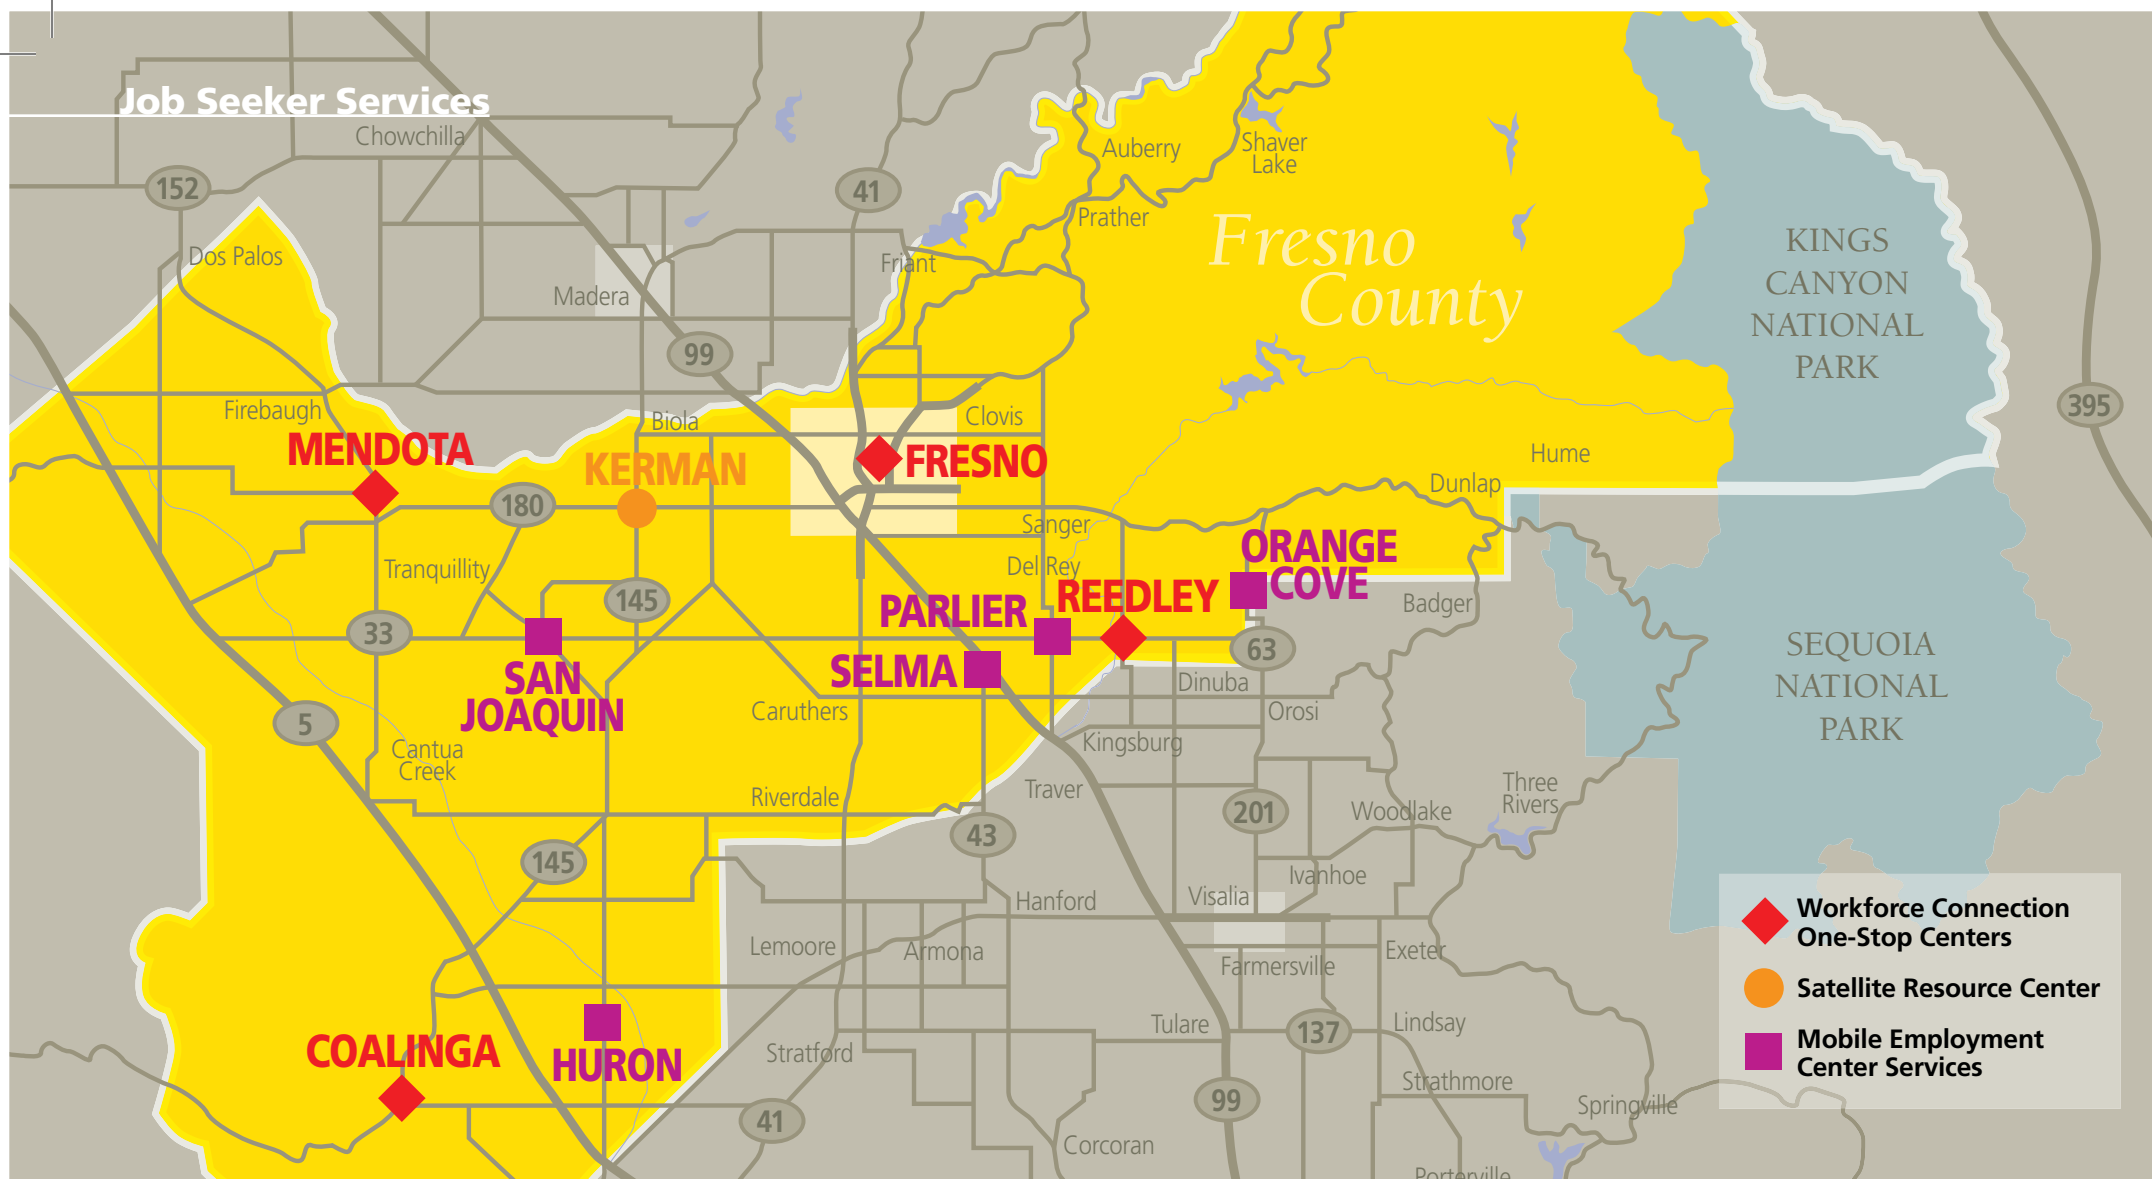 Job Seeker Services
Chowchilla
152
41
Auberry
Shaver
Lake
Prather
Fresno
County
KINGS
CANYON
NATIONAL
PARK
Dos Palos
Friant
Madera
99
395
Firebaugh
Biola
Clovis
MENDOTA
KERMAN
FRESNO
Hume
Dunlap
180
Sanger
ORANGE
COVE
Del Rey
Tranquillity
145
PARLIER
REEDLEY
Badger
33
63
SELMA
SAN
JOAQUIN
Dinuba
Orosi
SEQUOIA
NATIONAL
PARK
5
Caruthers
Cantua
Creek
Kingsburg
Traver
Riverdale
201
Woodlake
Three
Rivers
43
145
Ivanhoe
Hanford
Visalia
Lemoore
Armona
Farmersville
Exeter
Workforce Connection
One-Stop Centers
Satellite Resource Center
Mobile Employment
Center Services
COALINGA
HURON
Stratford
Tulare
137
Lindsay
Strathmore
Springville
41
99
Corcoran
Porterville